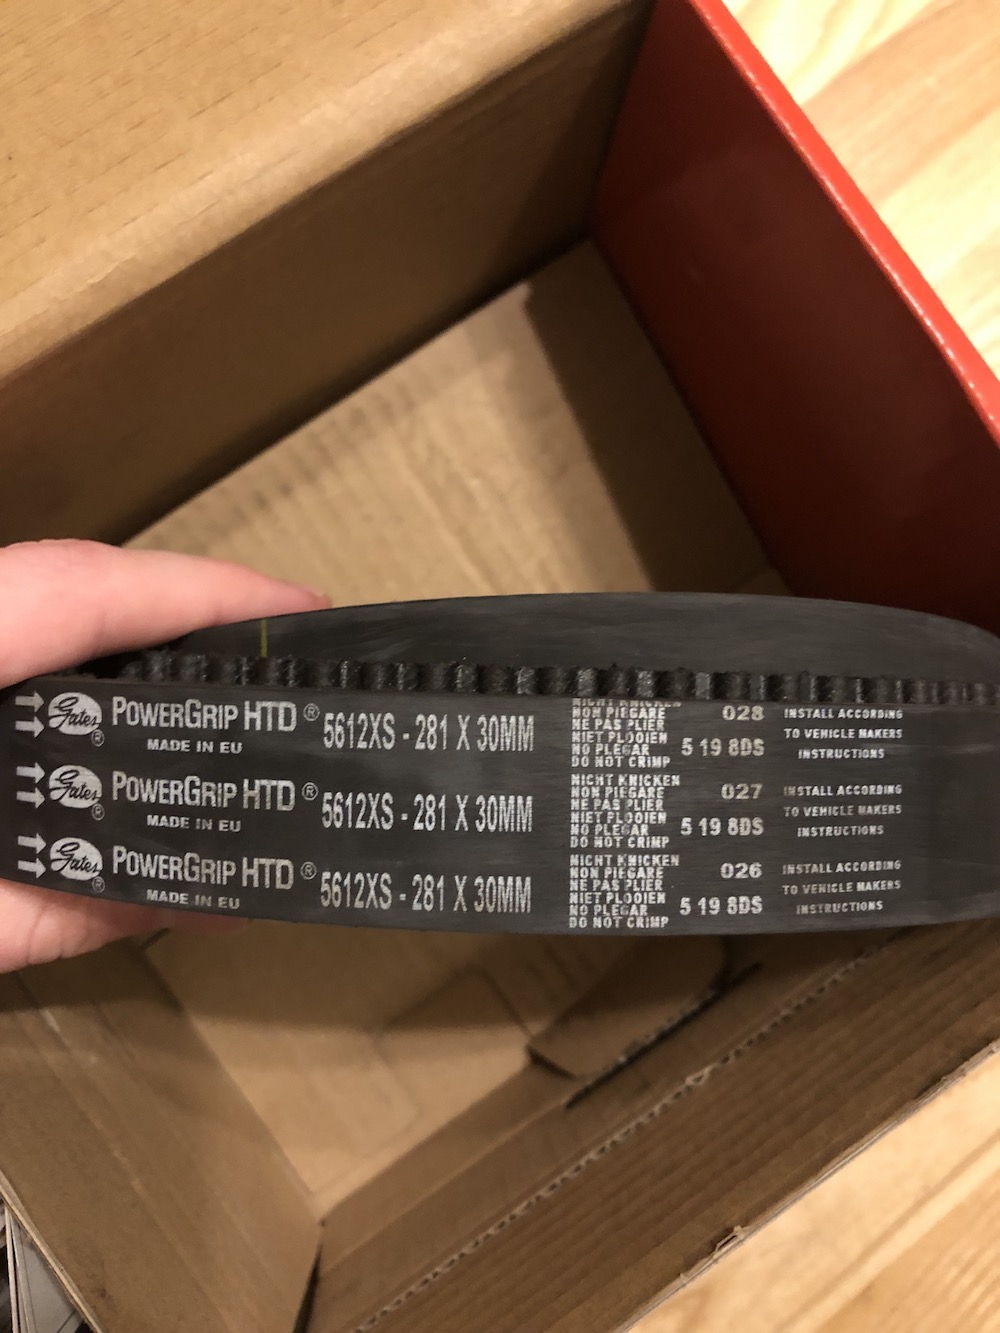 Gates® POWERGRIP HTD®
MADE IN EU
5612XS - 281 X 30MM
NICHT KNICKEN
NON PIEGARE
NE PAS PLIER
NIET PLOOIEN
NO PLEGAR
DO NOT CRIMP
028
5 19 8DS
INSTALL ACCORDING
TO VEHICLE MAKERS
INSTRUCTIONS
Gates® POWERGRIP HTD®
MADE IN EU
5612XS - 281 X 30MM
NICHT KNICKEN
NON PIEGARE
NE PAS PLIER
NIET PLOOIEN
NO PLEGAR
DO NOT CRIMP
027
5 19 8DS
INSTALL ACCORDING
TO VEHICLE MAKERS
INSTRUCTIONS
Gates® POWERGRIP HTD®
MADE IN EU
5612XS - 281 X 30MM
NICHT KNICKEN
NON PIEGARE
NE PAS PLIER
NIET PLOOIEN
NO PLEGAR
DO NOT CRIMP
026
5 19 8DS
INSTALL ACCORDING
TO VEHICLE MAKERS
INSTRUCTIONS